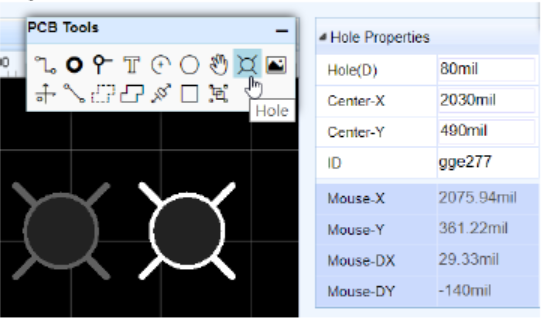 PCB Tools
Hole
Hole Properties
Hole(D) 80mil
Center-X 2030mil
Center-Y 490mil
ID gge277
Mouse-X 2075.94mil
Mouse-Y 361.22mil
Mouse-DX 29.33mil
Mouse-DY -140mil